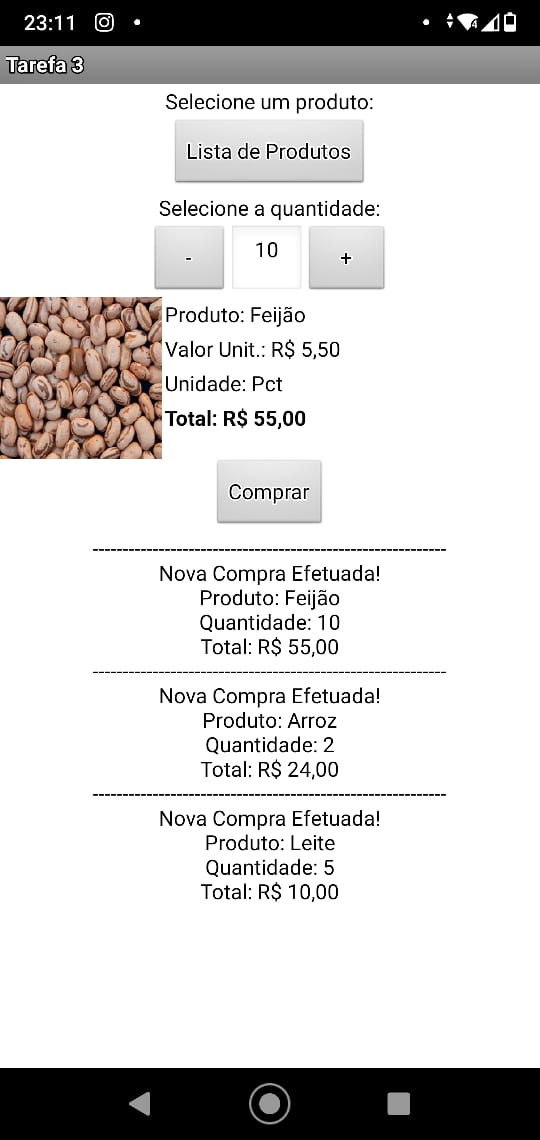 23:11
Tarefa 3
Selecione um produto:
Lista de Produtos
Selecione a quantidade:
- 10 +
Produto: Feijão
Valor Unit.: R$ 5,50
Unidade: Pct
Total: R$ 55,00
Comprar
-----------------------------------------------------------
Nova Compra Efetuada!
Produto: Feijão
Quantidade: 10
Total: R$ 55,00
-----------------------------------------------------------
Nova Compra Efetuada!
Produto: Arroz
Quantidade: 2
Total: R$ 24,00
-----------------------------------------------------------
Nova Compra Efetuada!
Produto: Leite
Quantidade: 5
Total: R$ 10,00